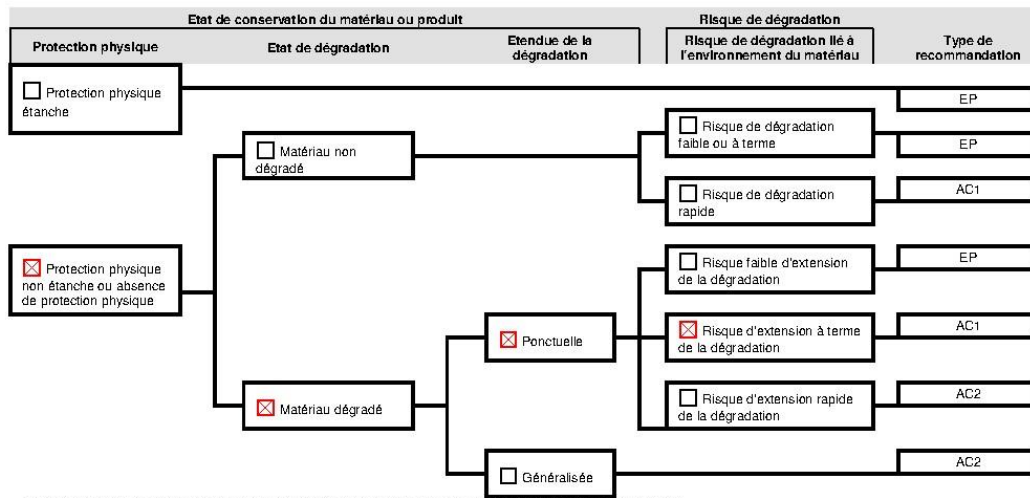 Etat de conservation du matériau ou produit
Risque de dégradation
Protection physique
Etat de dégradation
Etendue de la
dégradation
Risque de dégradation lié à
l'environnement du matériau
Type de
recommandation
Protection physique
étanche
EP
Matériau non
dégradé
Risque de dégradation
faible ou à terme
EP
Risque de dégradation
rapide
AC1
Protection physique
non étanche ou absence
de protection physique
Risque faible d'extension
de la dégradation
EP
Ponctuelle
Risque d'extension à terme
de la dégradation
AC1
Matériau dégradé
Risque d'extension rapide
de la dégradation
AC2
Généralisée
AC2